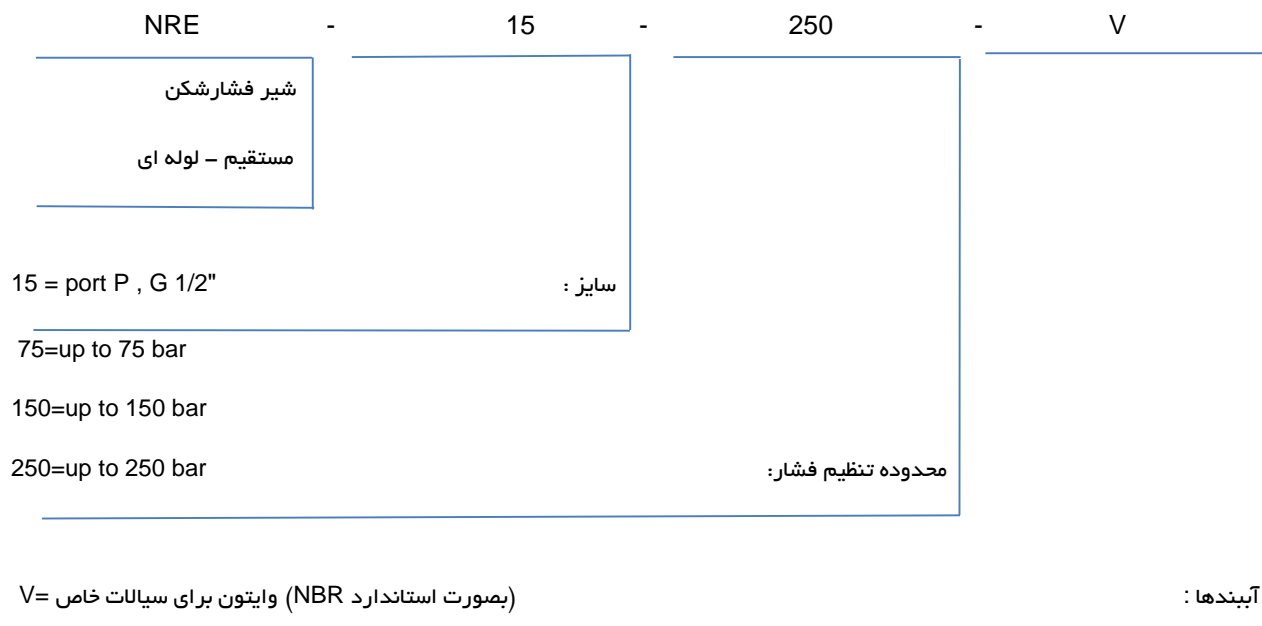 NRE - 15 - 250 - V
شیر فشارشکن
مستقیم – لوله ای
سایز : 15 = port P , G 1/2"
75=up to 75 bar
150=up to 150 bar
محدوده تنظیم فشار: 250=up to 250 bar
آببندها : (بصورت استاندارد NBR) وایتون برای سیالات خاص =V